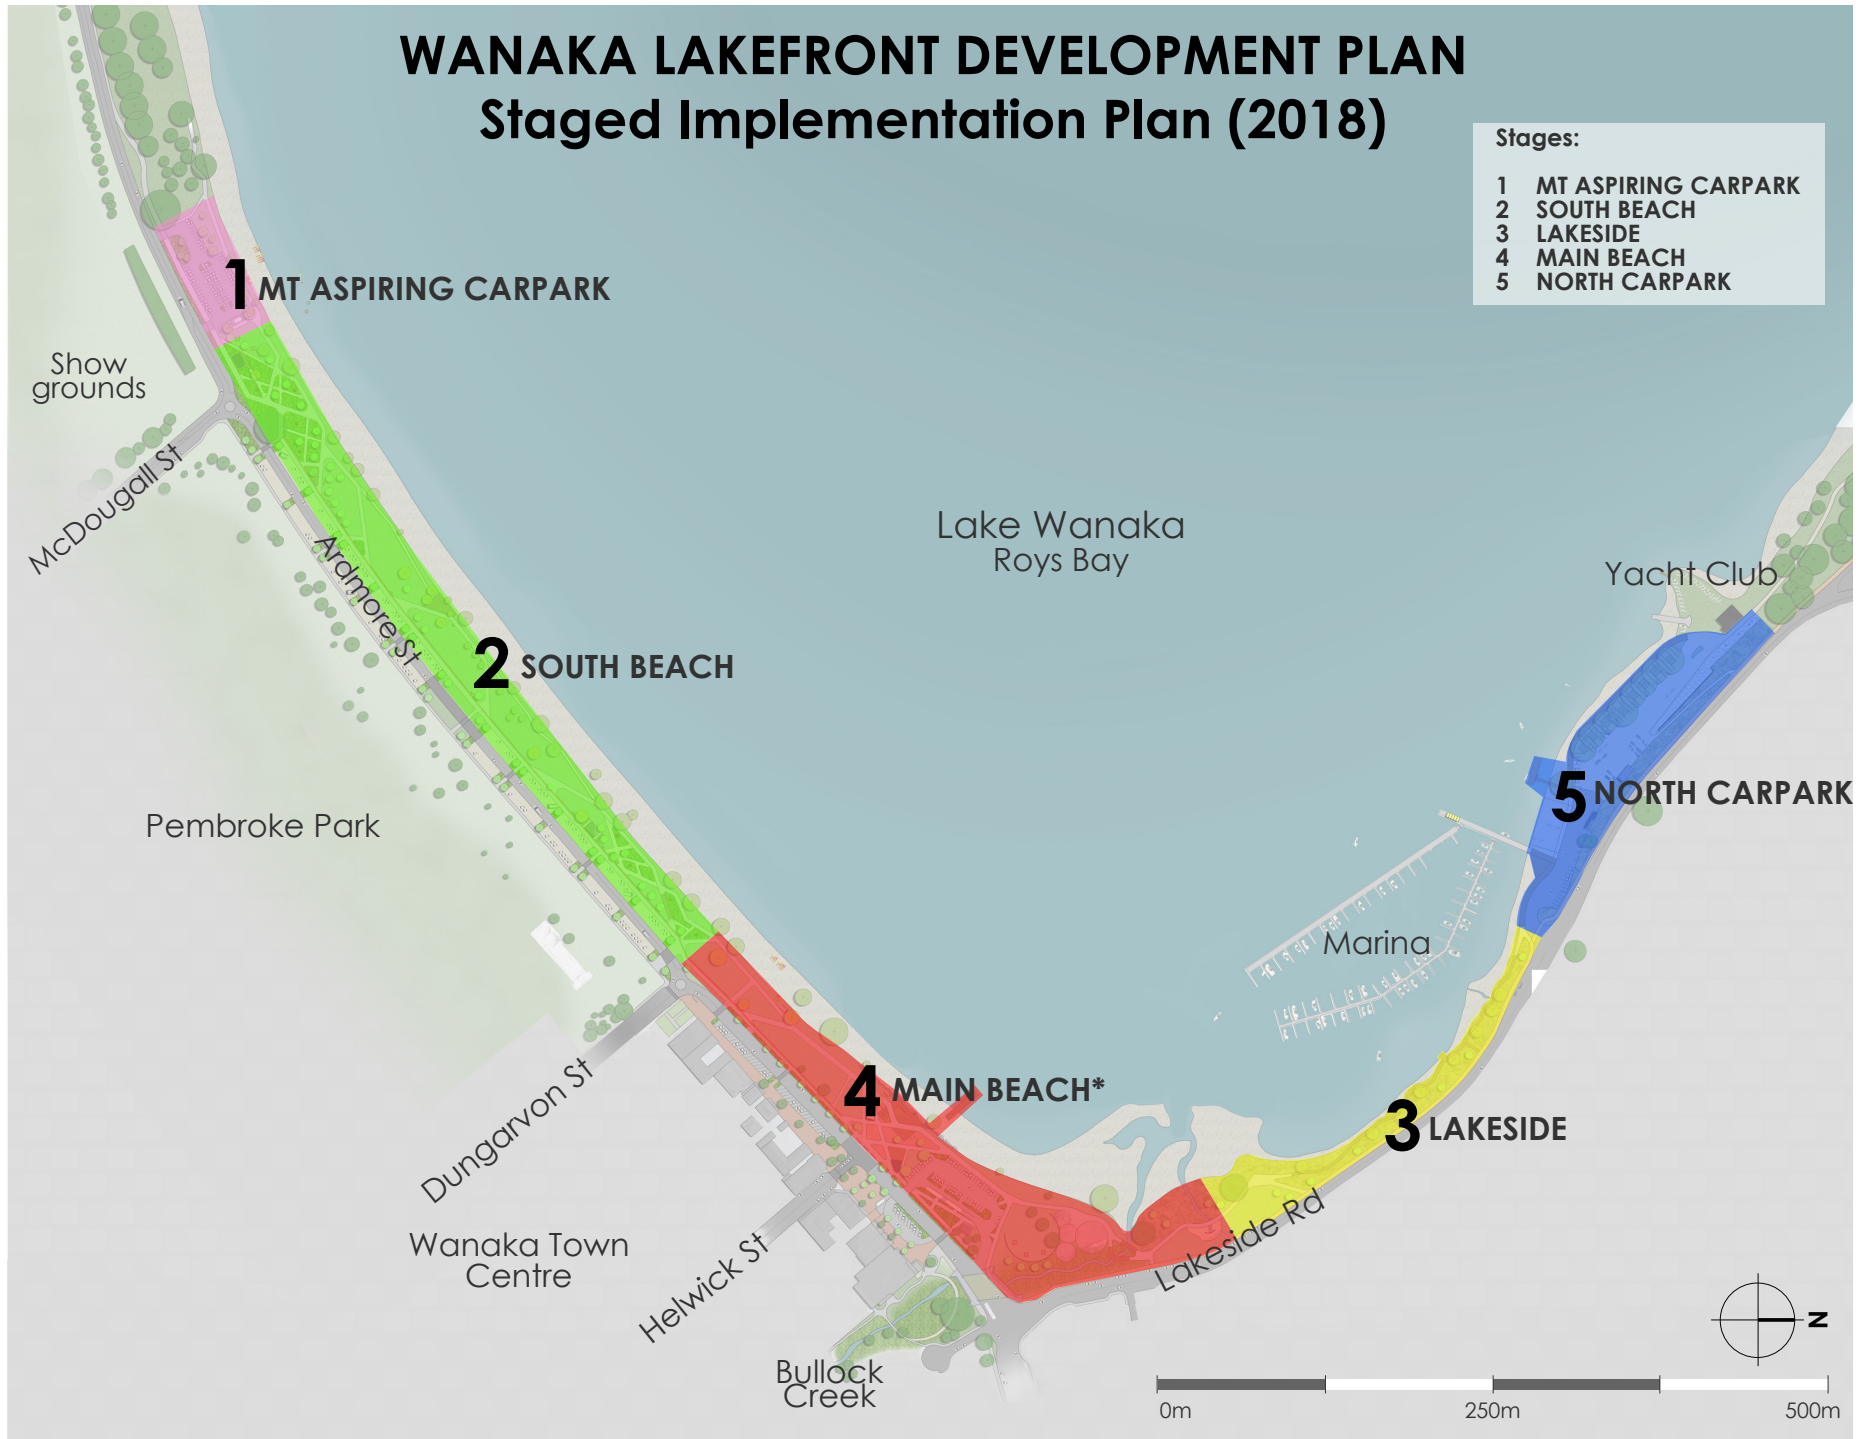 WANAKA LAKEFRONT DEVELOPMENT PLAN
Staged Implementation Plan (2018)
Stages:
1 MT ASPIRING CARPARK
2 SOUTH BEACH
3 LAKESIDE
4 MAIN BEACH
5 NORTH CARPARK
1 MT ASPIRING CARPARK
Show
grounds
McDougall St
Ardmore St
Lake Wanaka
Roys Bay
Yacht Club
2 SOUTH BEACH
5 NORTH CARPARK
Pembroke Park
Marina
4 MAIN BEACH*
3 LAKESIDE
Dungarvon St
Wanaka Town
Centre
Helwick St
Lakeside Rd
Bullock
Creek
N
0m
250m
500m